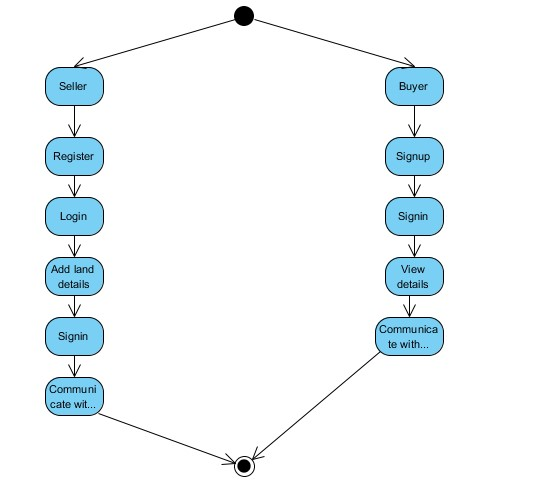 Seller
Register
Login
Add land
details
Signin
Communi
cate wit...
Buyer
Signup
Signin
View
details
Communica
te with...